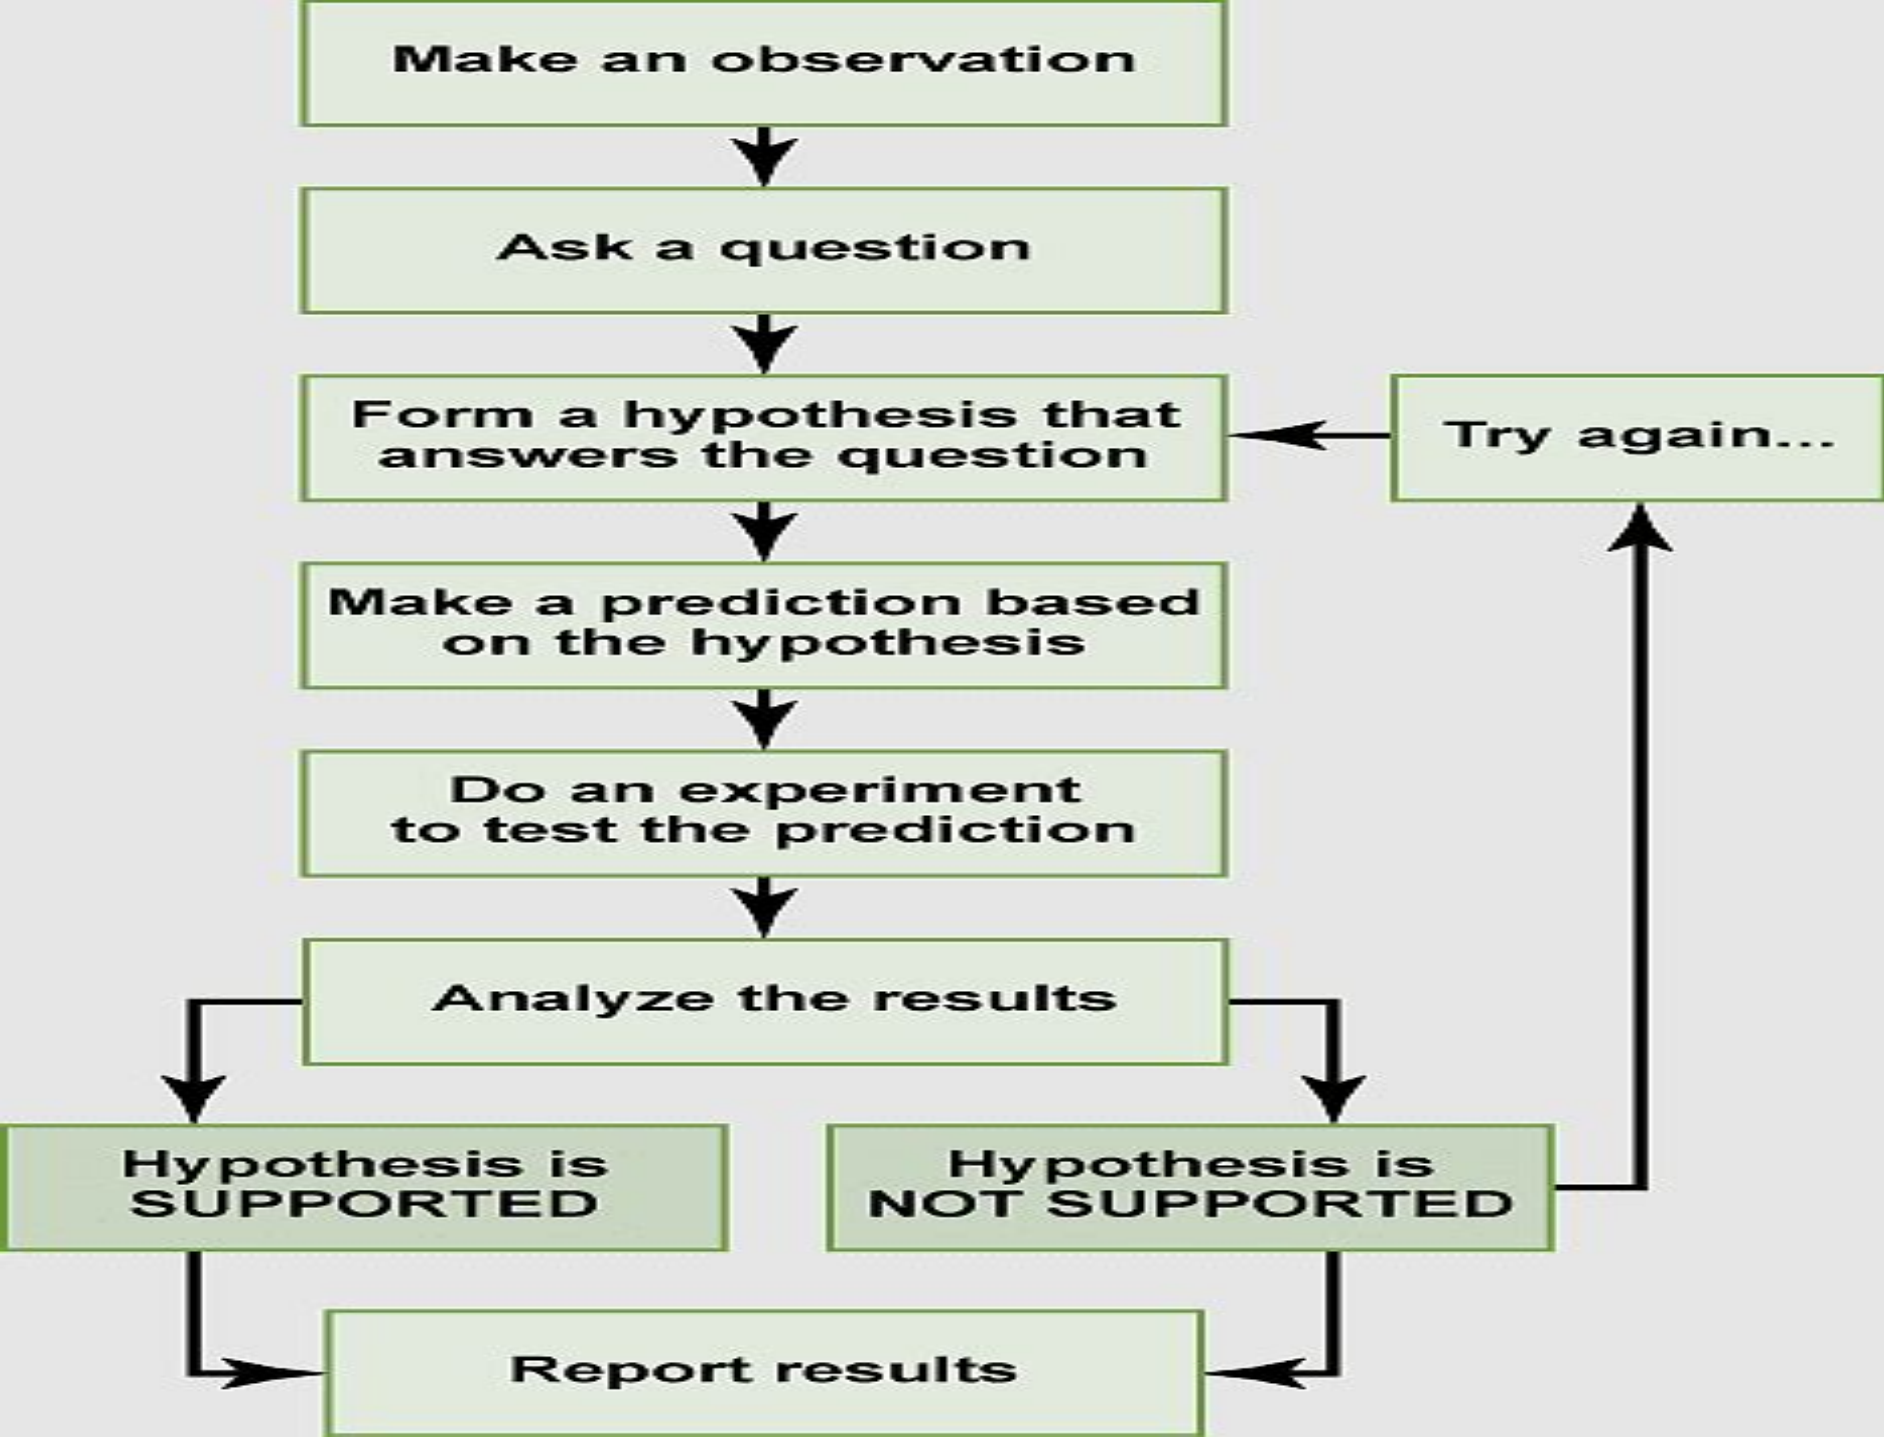 Make an observation
Ask a question
Form a hypothesis that
answers the question
Try again...
Make a prediction based
on the hypothesis
Do an experiment
to test the prediction
Analyze the results
Hypothesis is
SUPPORTED
Hypothesis is
NOT SUPPORTED
Report results